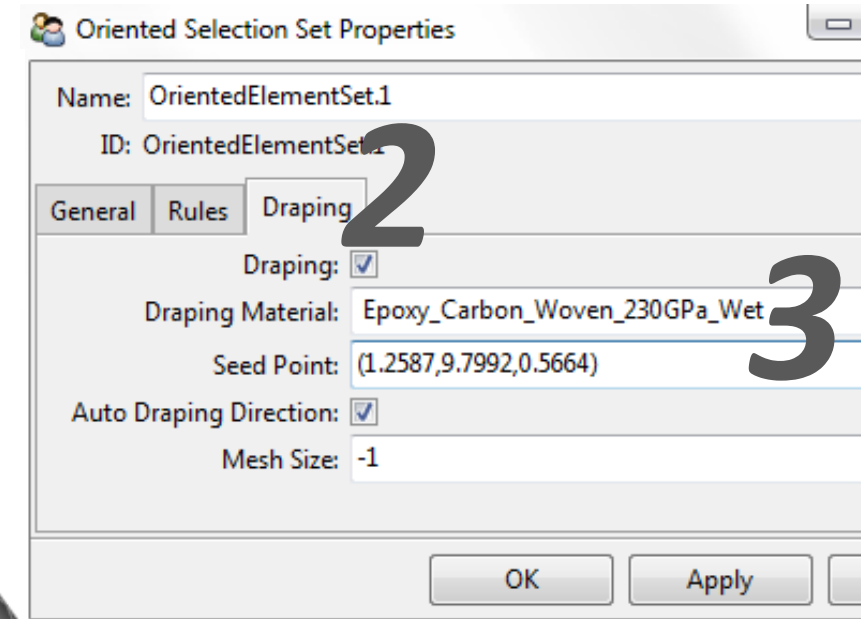 Oriented Selection Set Properties
Name: OrientedElementSet.1
ID: OrientedElementSet.1
2
General Rules Draping
Draping:
3
Draping Material: Epoxy_Carbon_Woven_230GPa_Wet
Seed Point: (1.2587,9.7992,0.5664)
Auto Draping Direction:
Mesh Size: -1
OK Apply